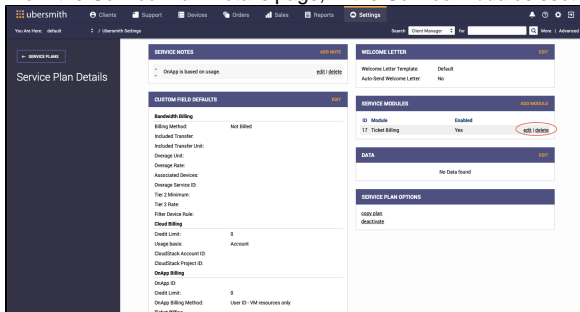 ubersmith
Clients
Support
Devices
Orders
Sales
Reports
Settings
You Are Here: default / Ubersmith Settings
Search Client Manager for
More | Advanced
← SERVICE PLANS
Service Plan Details
SERVICE NOTES
ADD NOTE
OnApp is based on usage.
edit | delete
CUSTOM FIELD DEFAULTS
EDIT
Bandwidth Billing
Billing Method: Not Billed
Included Transfer:
Included Transfer Unit:
Overage Unit:
Overage Rate:
Associated Devices:
Overage Service ID:
Tier 2 Minimum:
Tier 2 Rate:
Filter Device Rule:
Cloud Billing
Credit Limit: 0
Usage basis: Account
CloudStack Account ID:
CloudStack Project ID:
OnApp Billing
OnApp ID:
Credit Limit: 0
OnApp Billing Method: User ID - VM resources only
WELCOME LETTER
EDIT
Welcome Letter Template: Default
Auto-Send Welcome Letter: No
SERVICE MODULES
ADD MODULE
ID Module Enabled
17 Ticket Billing Yes edit | delete
DATA
EDIT
No Data found
SERVICE PLAN OPTIONS
copy plan
deactivate